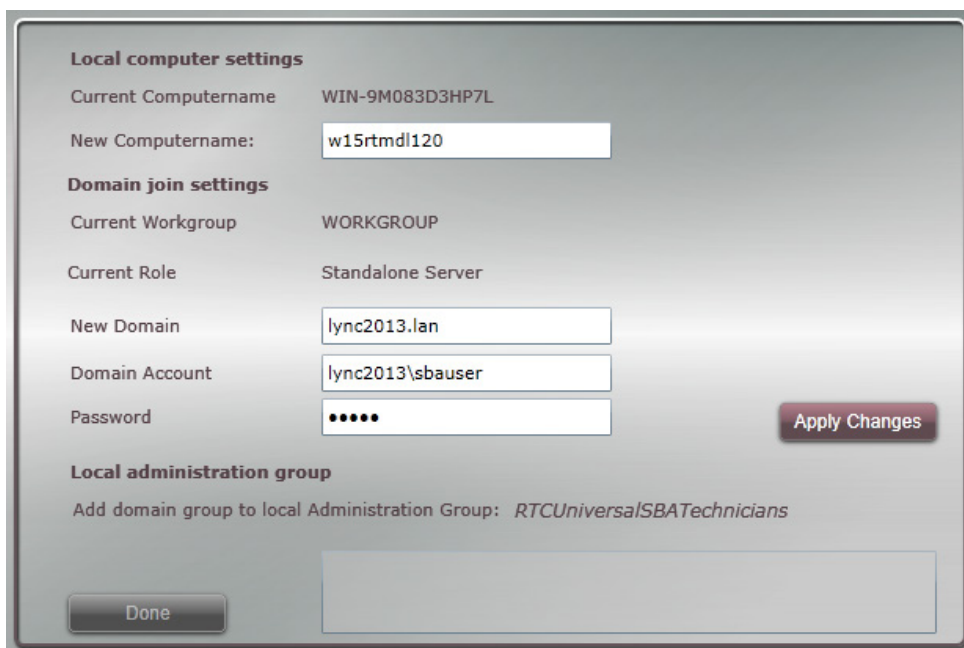 Local computer settings
Current Computername WIN-9M083D3HP7L
New Computername: w15rtmdl120
Domain join settings
Current Workgroup WORKGROUP
Current Role Standalone Server
New Domain lync2013.lan
Domain Account lync2013\sbauser
Password •••••
Apply Changes
Local administration group
Add domain group to local Administration Group: RTCUniversalSBATechnicians
Done